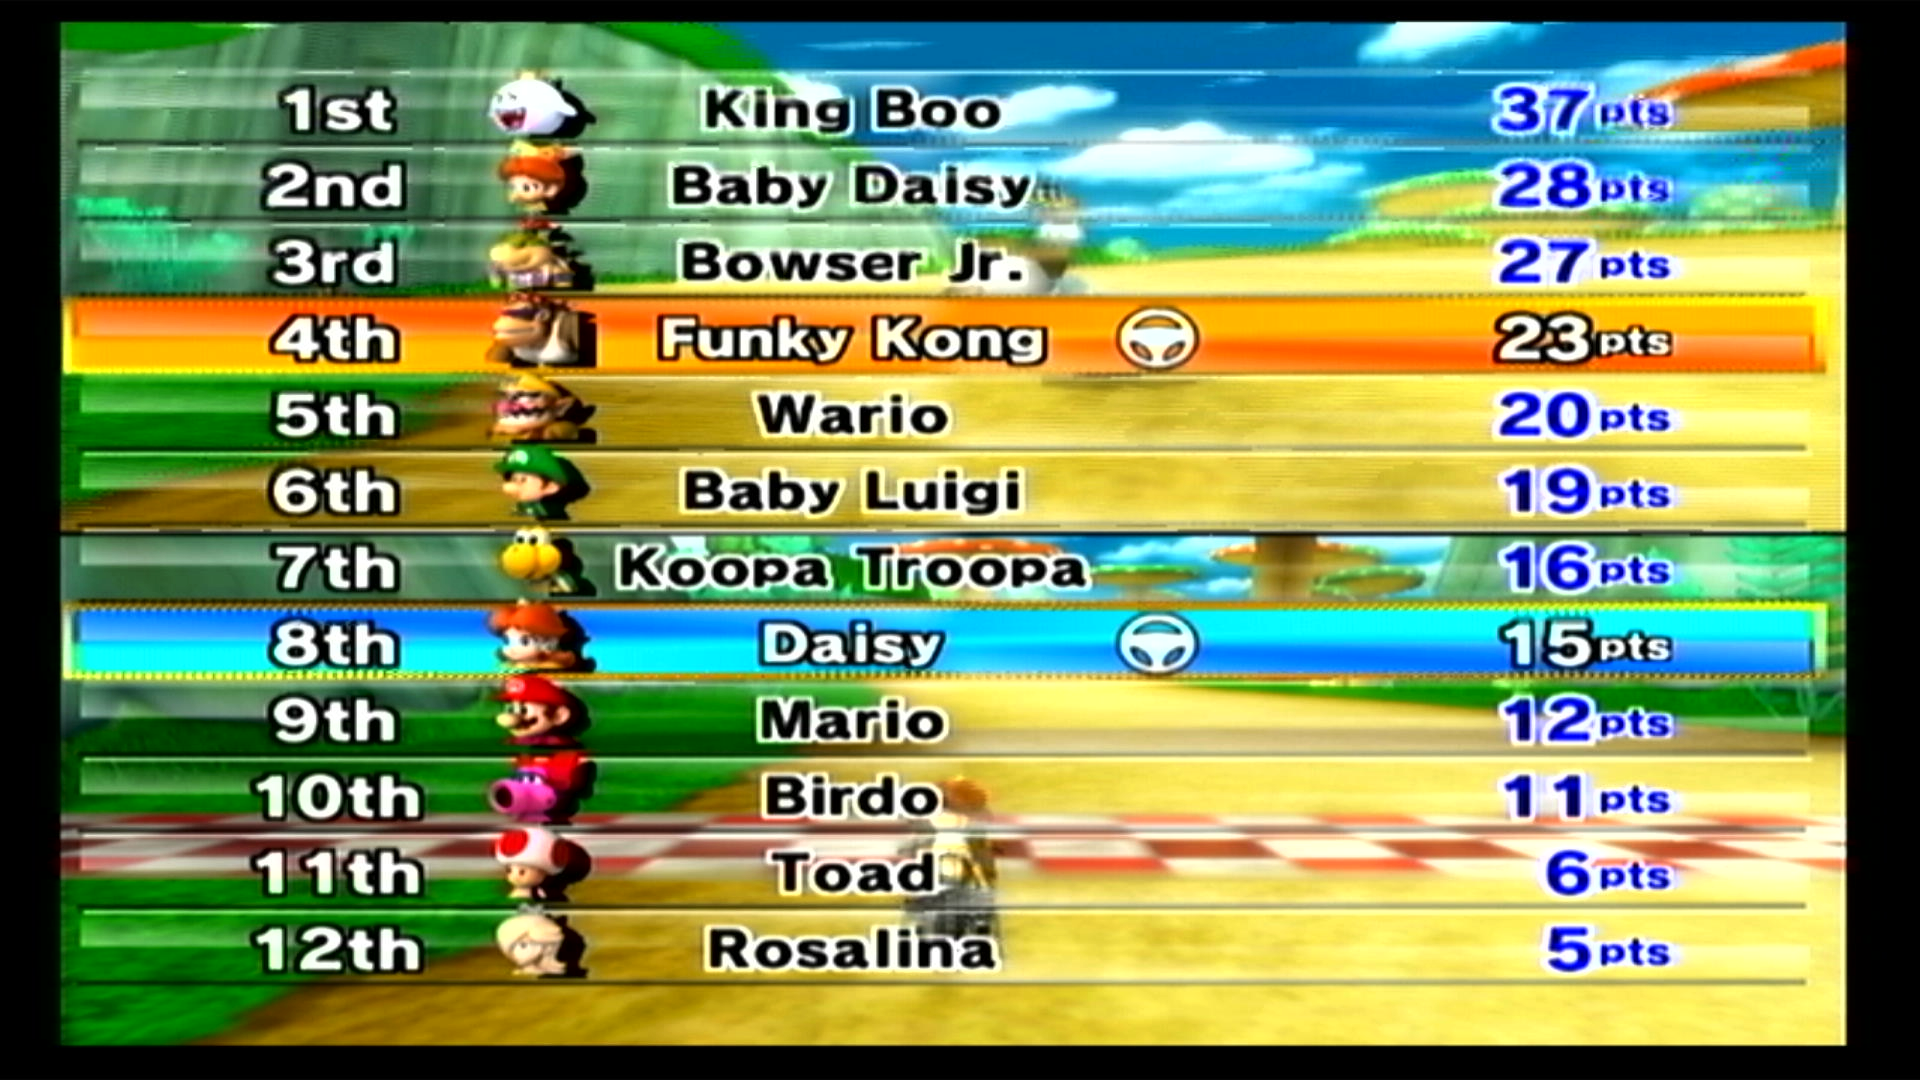 1st King Boo 37pts
2nd Baby Daisy 28pts
3rd Bowser Jr. 27pts
4th Funky Kong 23pts
5th Wario 20pts
6th Baby Luigi 19pts
7th Koopa Troopa 16pts
8th Daisy 15pts
9th Mario 12pts
10th Birdo 11pts
11th Toad 6pts
12th Rosalina 5pts